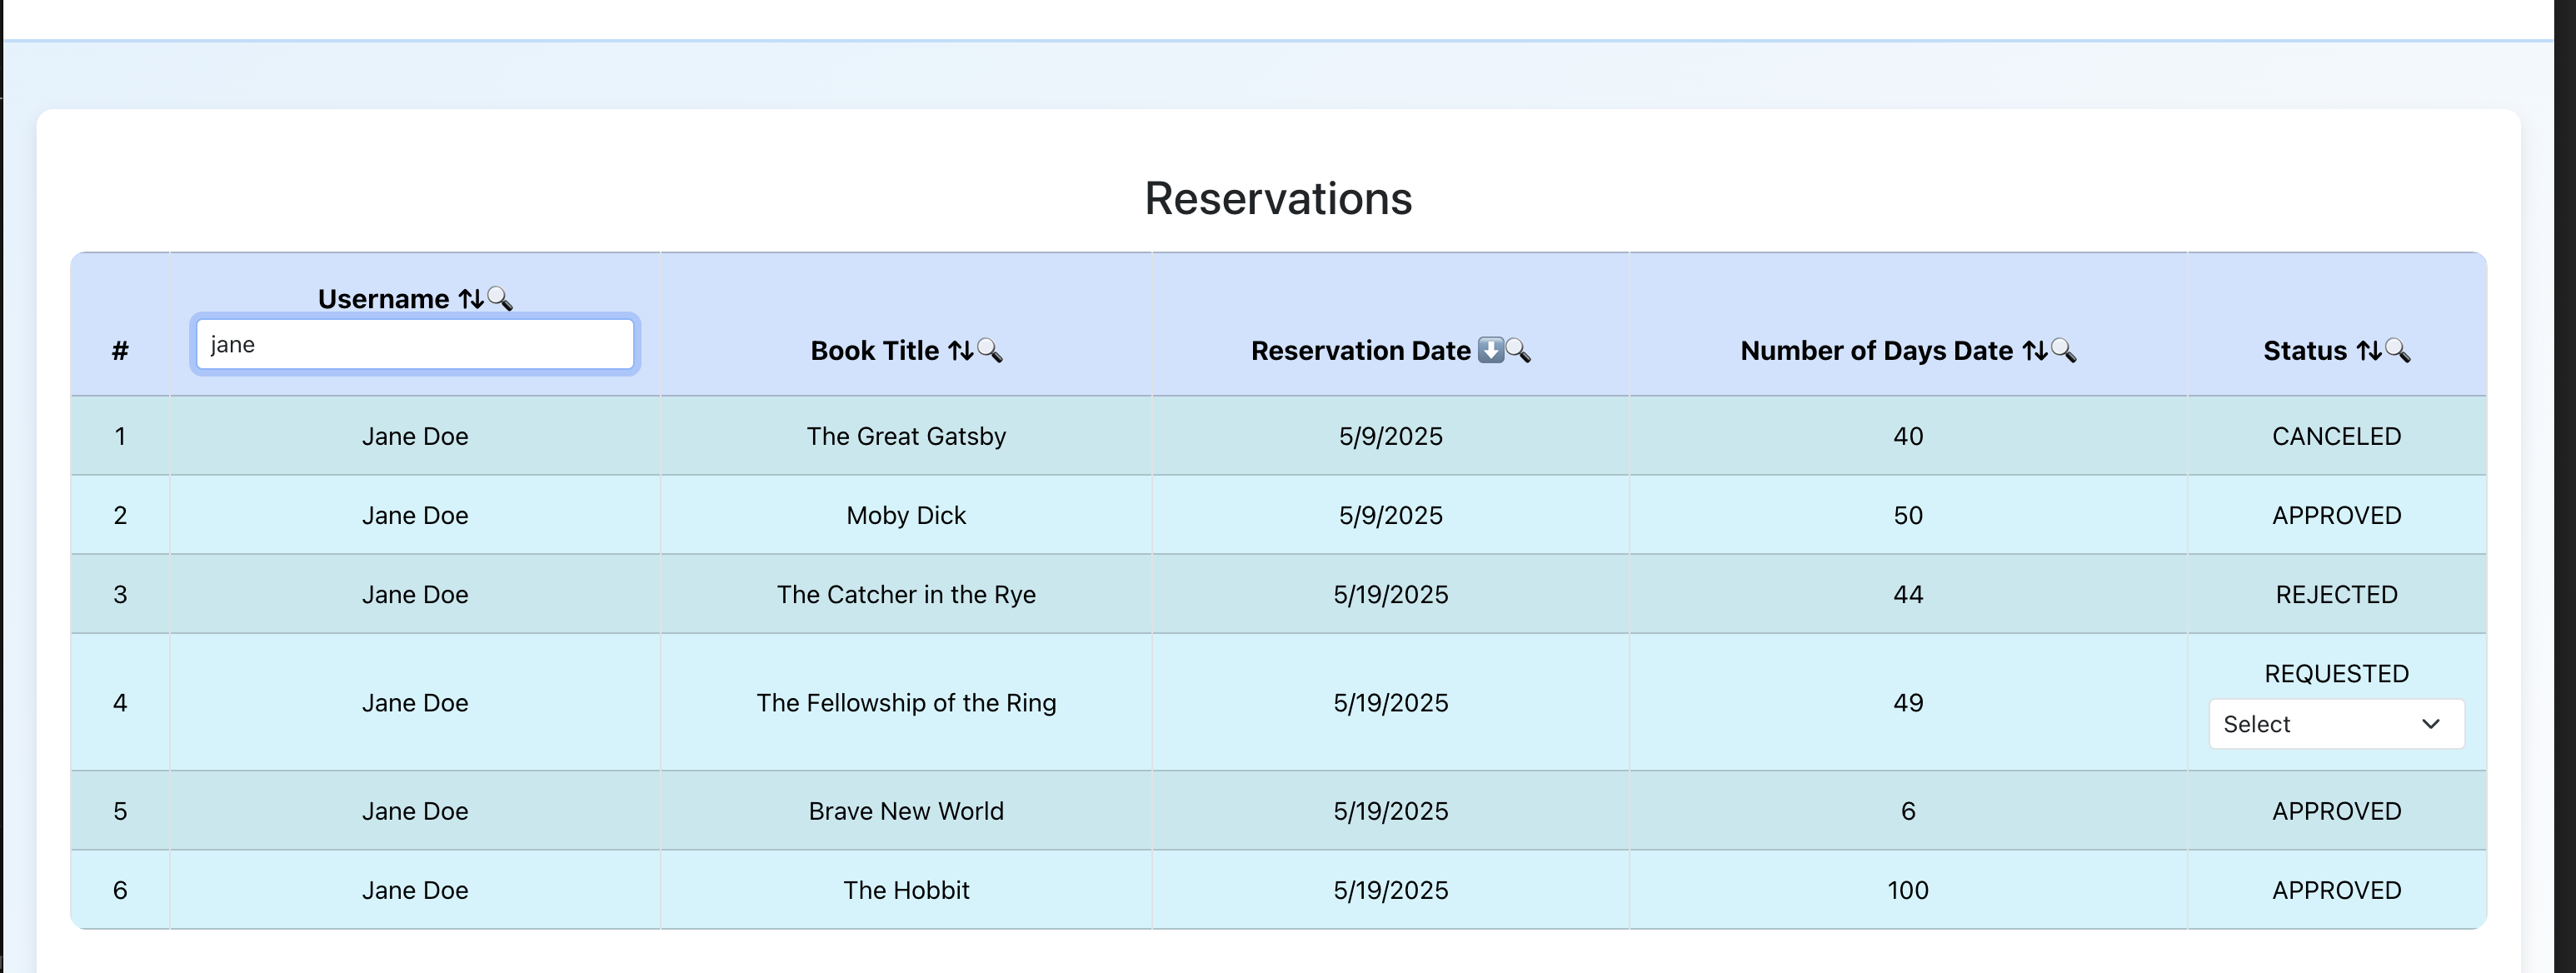 Reservations
# Username ⇅🔍 Book Title ⇅🔍 Reservation Date ⬇️🔍 Number of Days Date ⇅🔍 Status ⇅🔍
jane
1 Jane Doe The Great Gatsby 5/9/2025 40 CANCELED
2 Jane Doe Moby Dick 5/9/2025 50 APPROVED
3 Jane Doe The Catcher in the Rye 5/19/2025 44 REJECTED
4 Jane Doe The Fellowship of the Ring 5/19/2025 49 REQUESTED
Select
5 Jane Doe Brave New World 5/19/2025 6 APPROVED
6 Jane Doe The Hobbit 5/19/2025 100 APPROVED